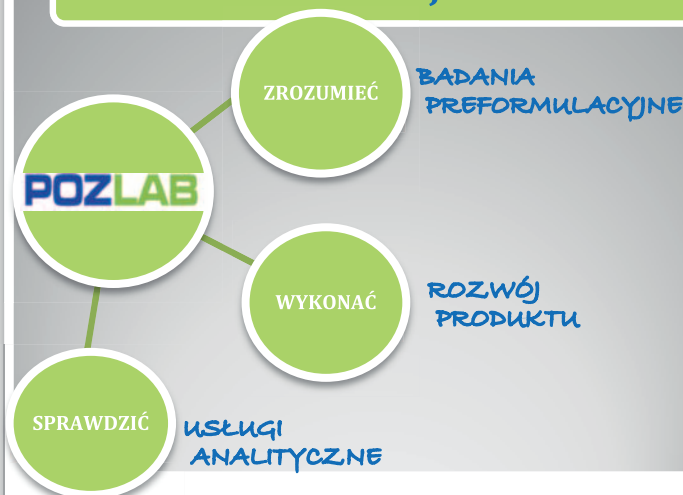 ZROZUMIEĆ
BADANIA
PREFORMULACYJNE
POZLAB
WYKONAĆ
ROZWÓJ
PRODUKTU
SPRAWDZIĆ
USŁUGI
ANALITYCZNE